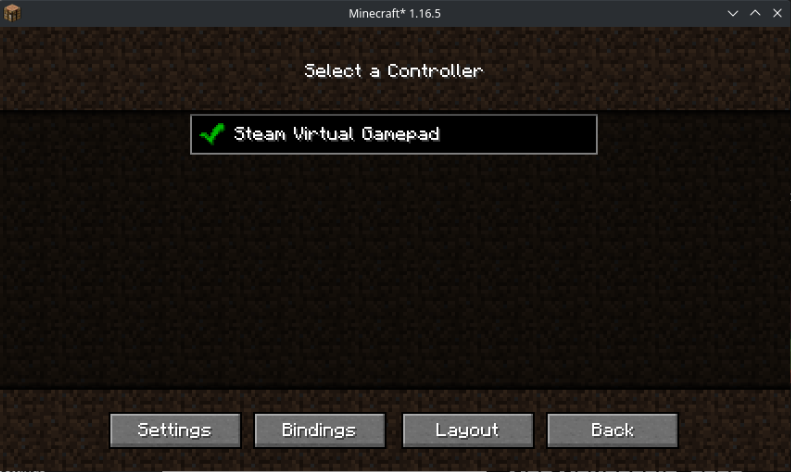 Minecraft* 1.16.5
Select a Controller
Steam Virtual Gamepad
Settings Bindings Layout Back